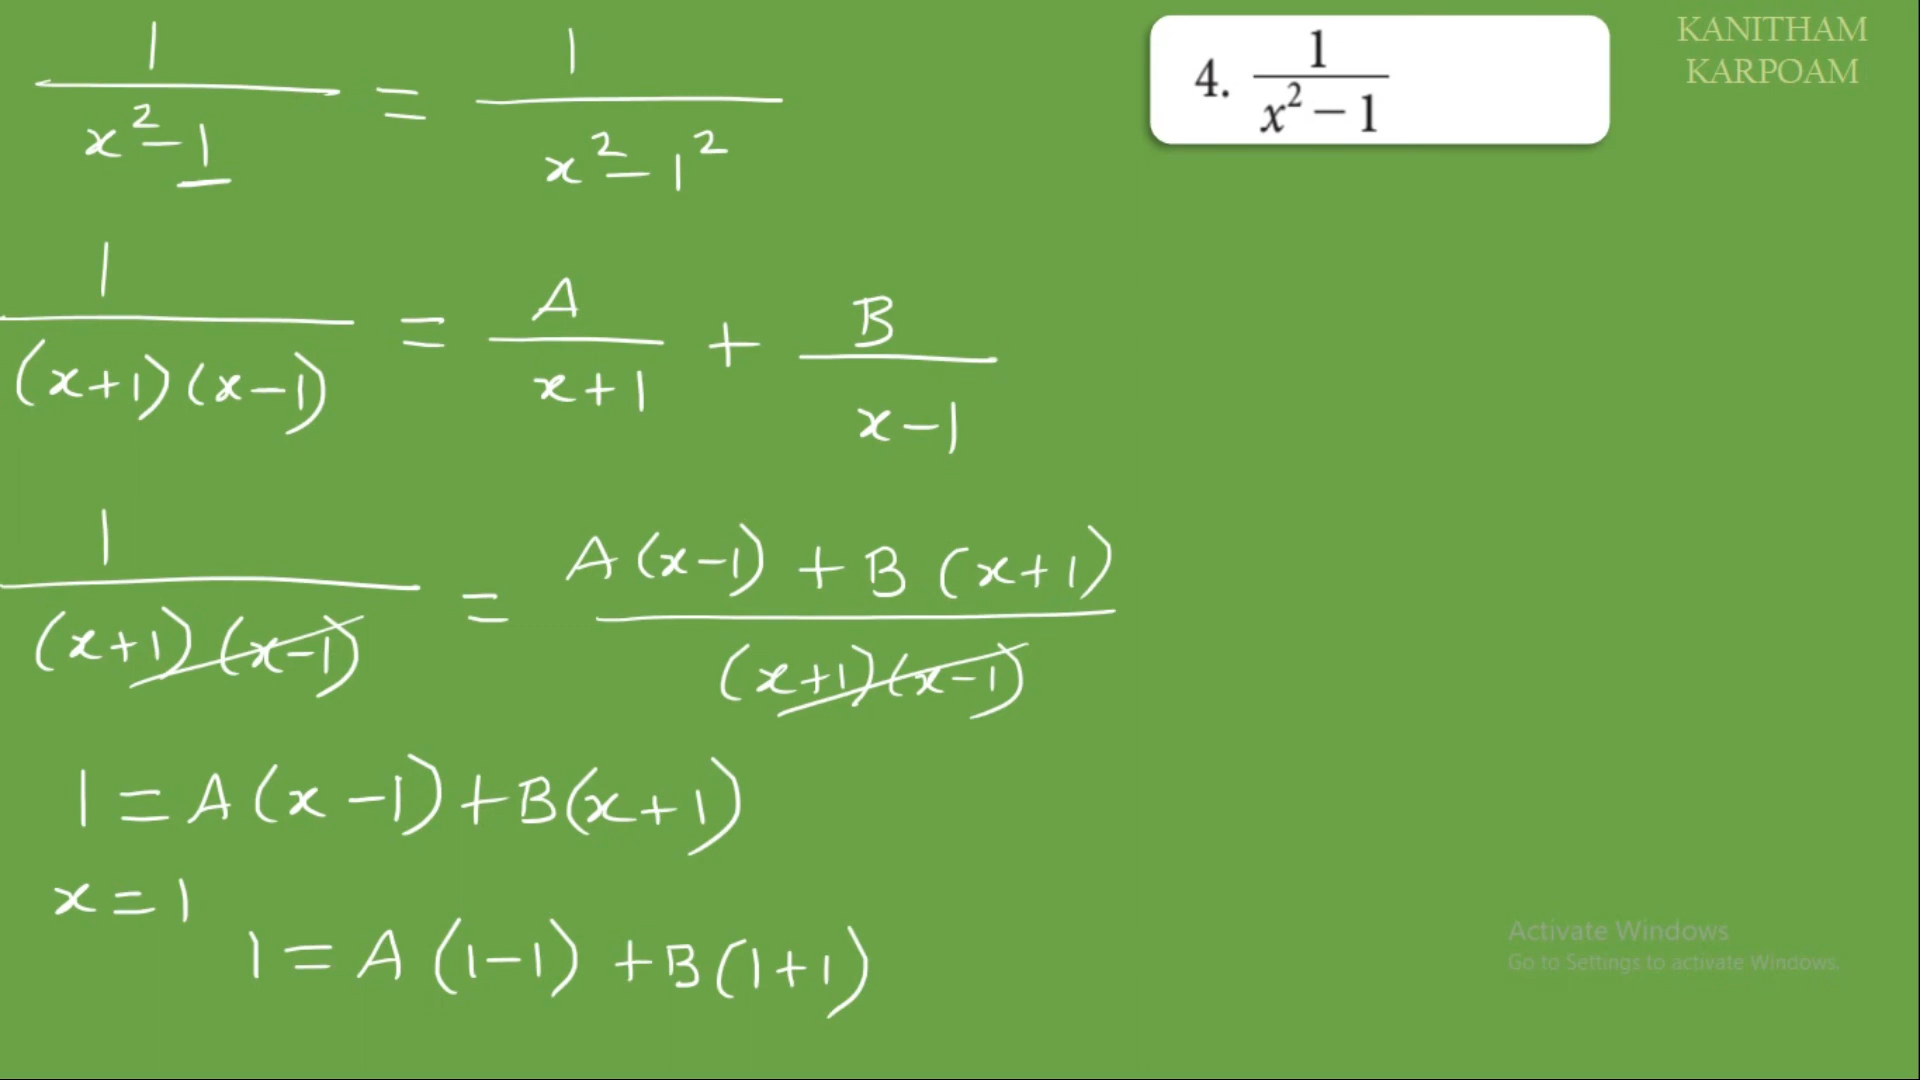 1/(x² - 1) = 1/(x² - 1²)
4. 1/(x² − 1)
KANITHAM
KARPOAM
1/((x+1)(x-1)) = A/(x+1) + B/(x-1)
1/((x+1)(x-1)) = (A(x-1) + B(x+1))/((x+1)(x-1))
1 = A(x-1) + B(x+1)
x = 1
1 = A(1-1) + B(1+1)
Activate Windows
Go to Settings to activate Windows.